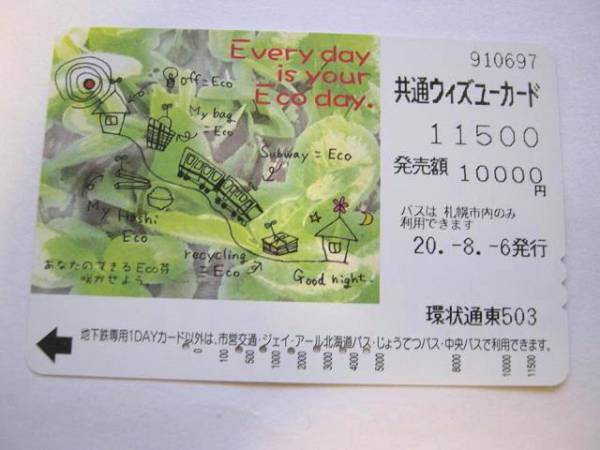 Every day
is your
Eco day.
Off=Eco
My bag
=Eco
Subway=Eco
My Hashi
=Eco
recycling
=Eco
Good night.
あなたのできるEco芽
咲かせよう。
910697
共通ウィズユーカード
11500
発売額 10000円
バスは 札幌市内のみ
利用できます
20.-8.-6発行
環状通東503
地下鉄専用1DAYカード以外は、市営交通・ジェイ・アール北海道バス・じょうてつバス・中央バスで利用できます。
0 100 500 1000 2000 3000 4000 5000 8000 10000 11500